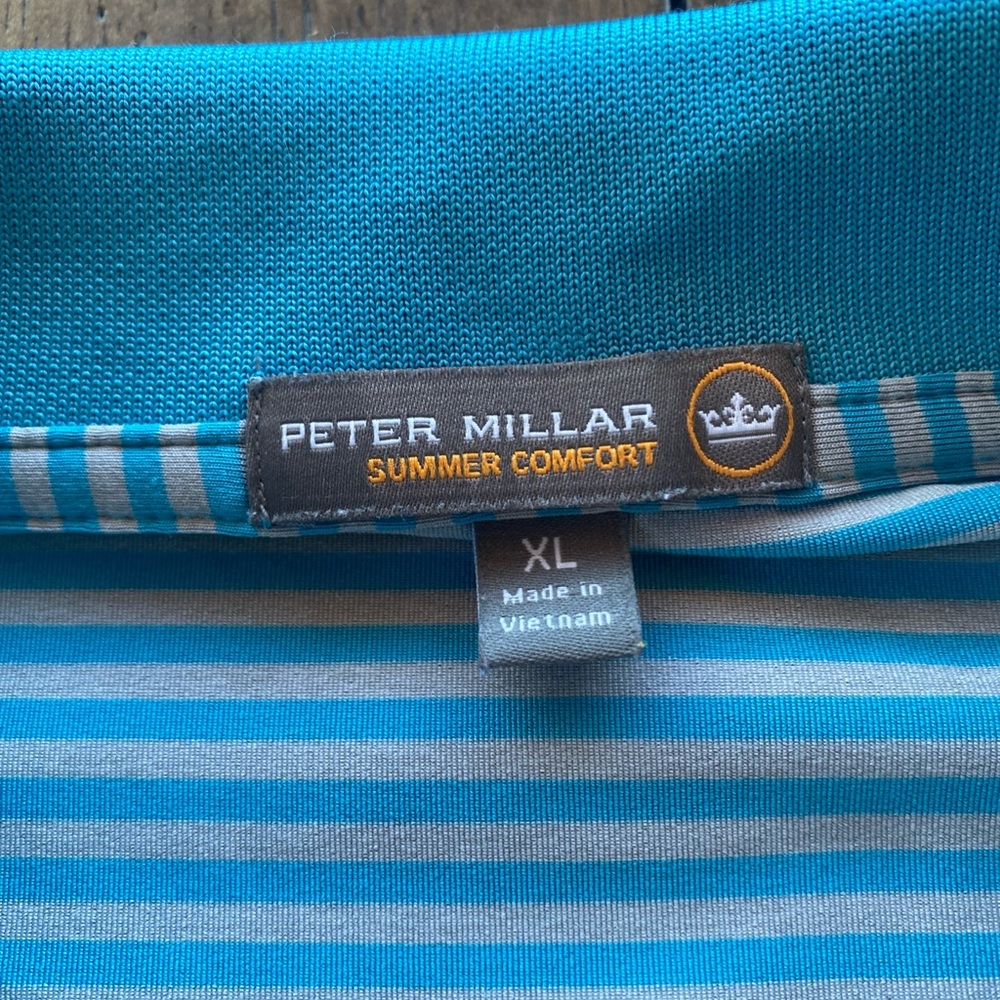 PETER MILLAR
SUMMER COMFORT
XL
Made in
Vietnam